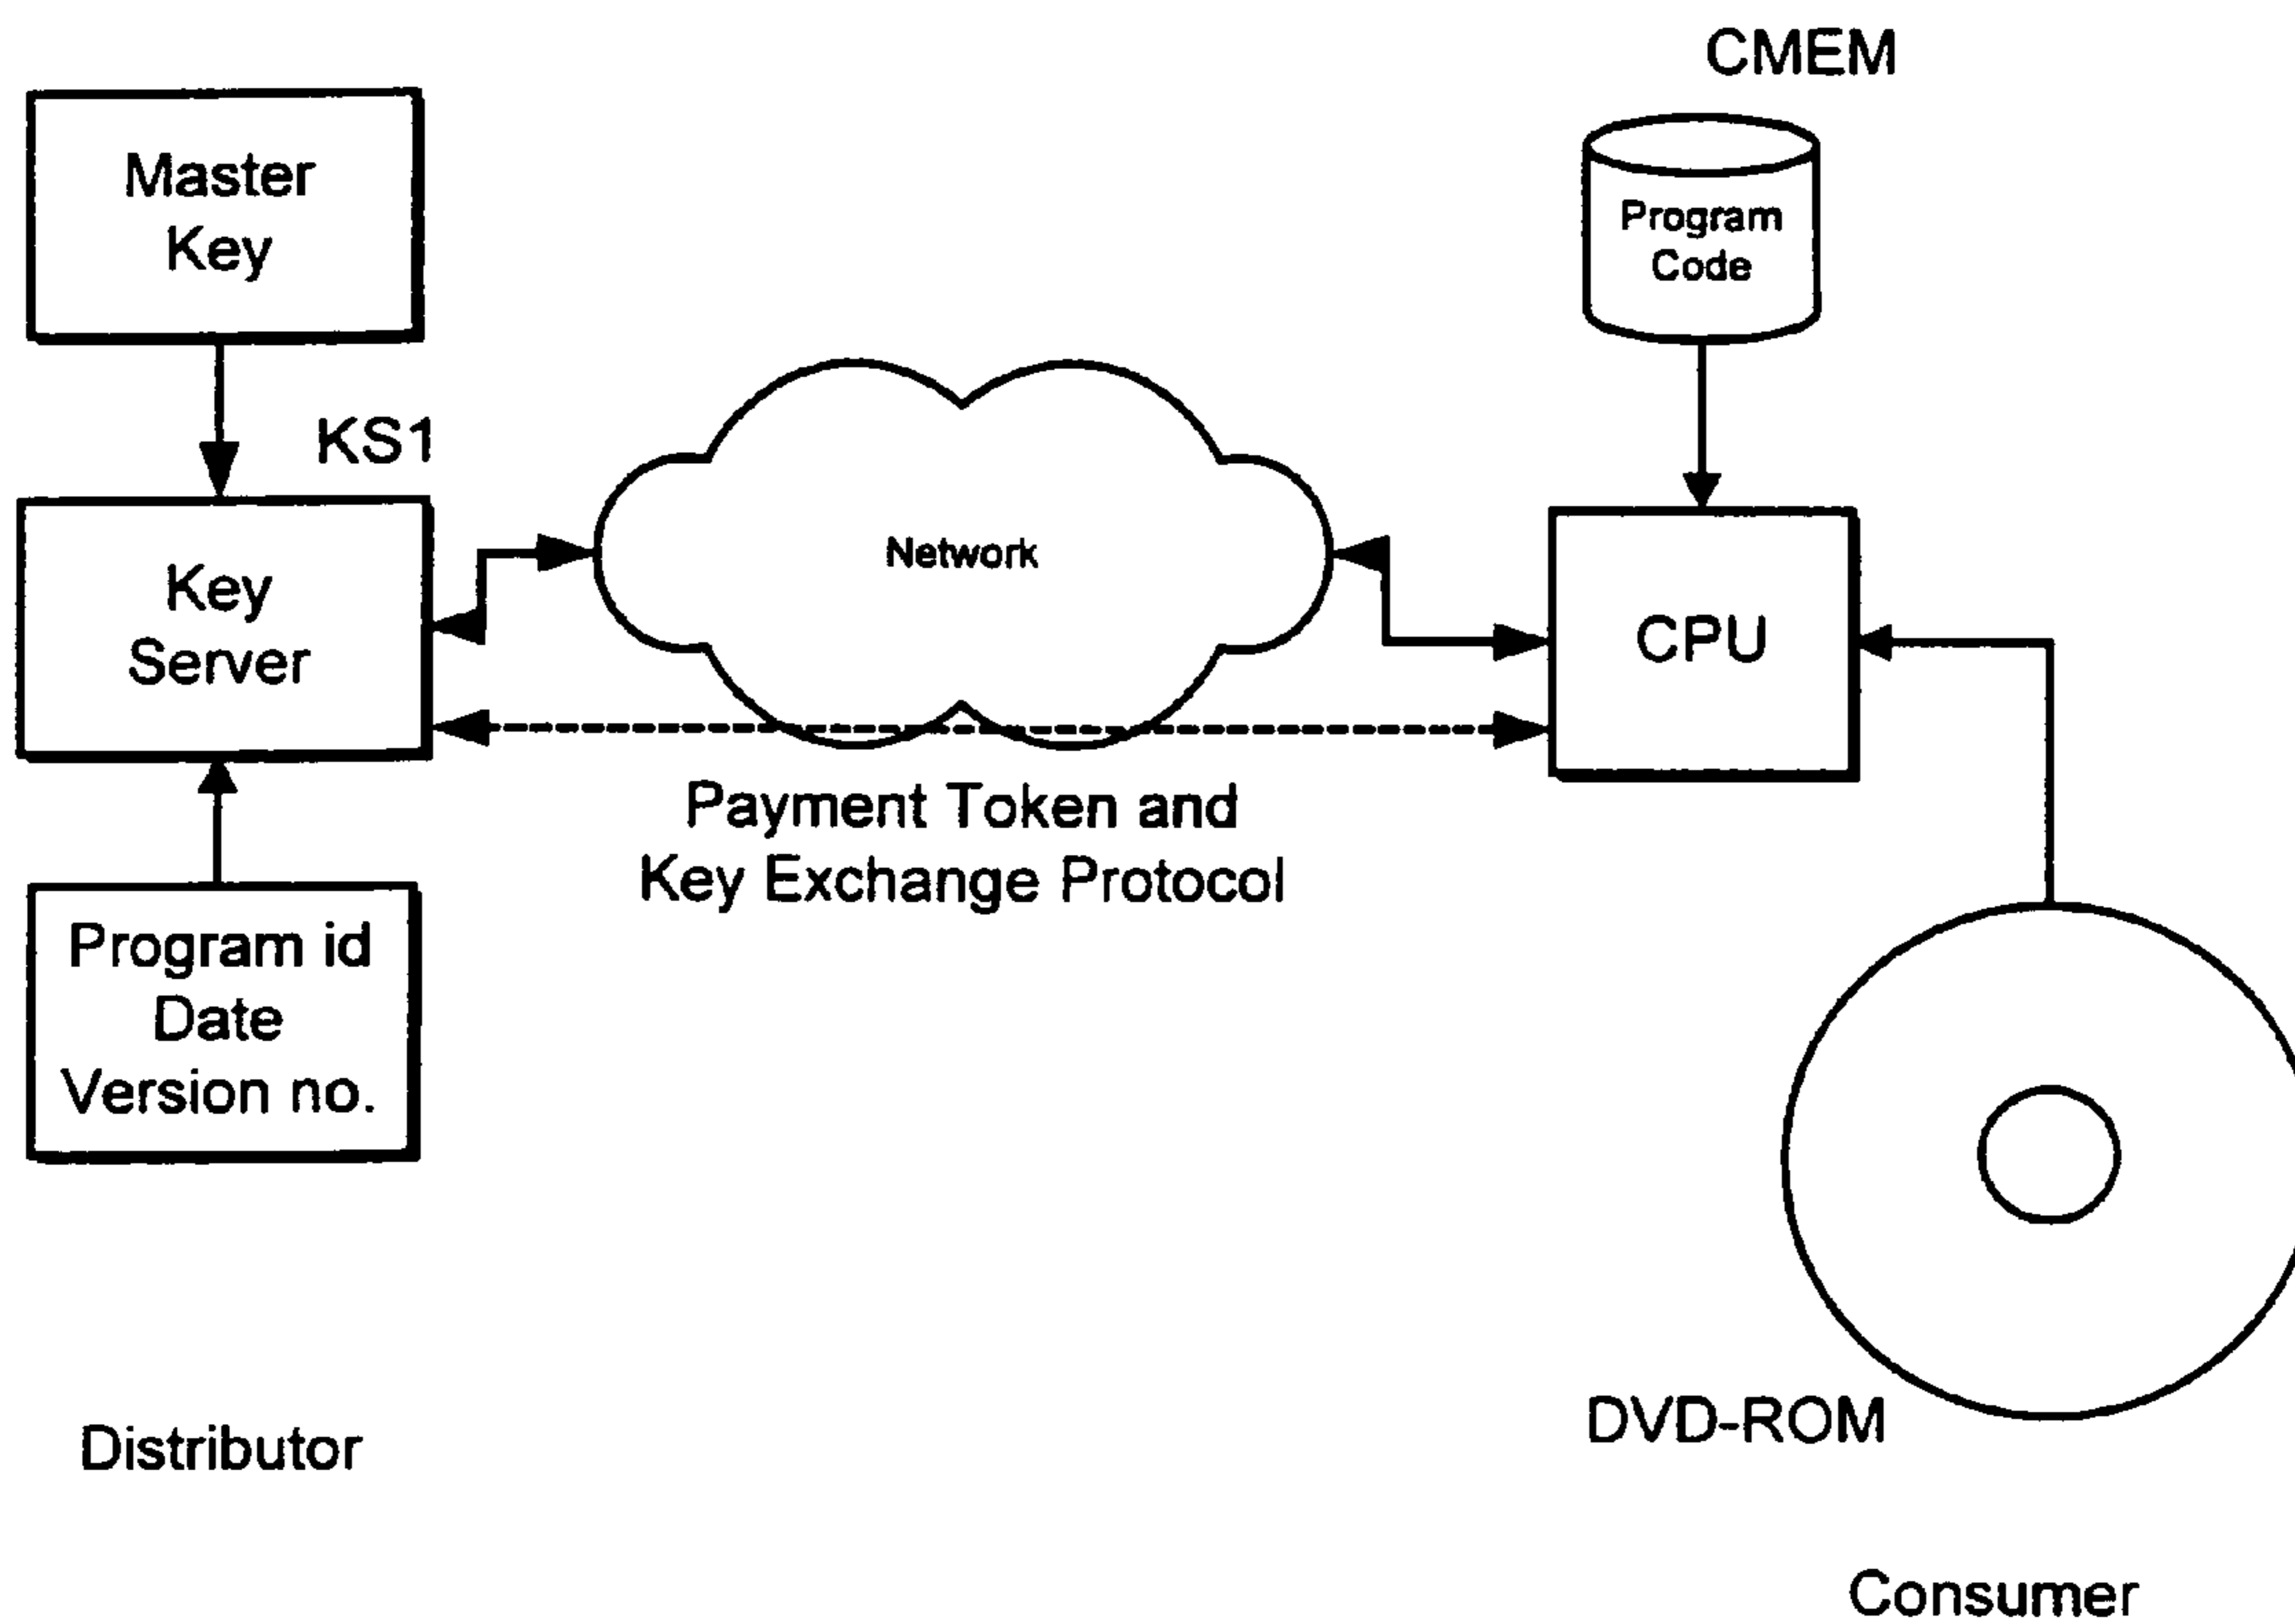 CMEM
Master
Key
Program
Code
KS1
Key
Server
Network
CPU
Payment Token and
Key Exchange Protocol
Program id
Date
Version no.
DVD-ROM
Distributor
Consumer